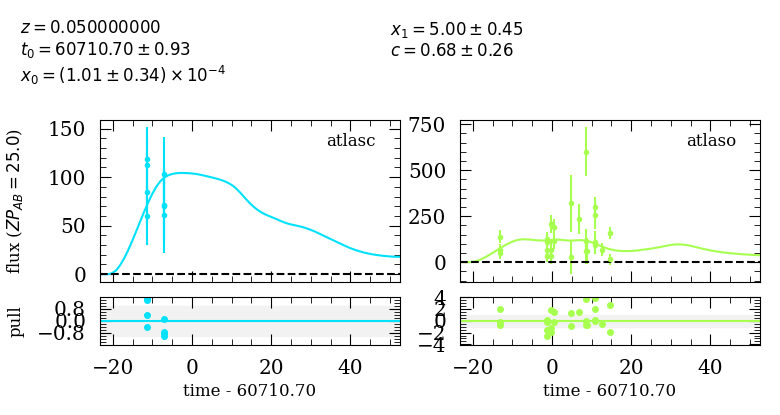 z = 0.050000000
t₀ = 60710.70 ± 0.93
x₀ = (1.01 ± 0.34) × 10⁻⁴
x₁ = 5.00 ± 0.45
c = 0.68 ± 0.26
flux (ZP_AB = 25.0)
150
100
50
0
atlasc
750
500
250
0
atlaso
pull
0.8
0.0
−0.8
4
2
0
−2
−4
−20 0 20 40
time - 60710.70
−20 0 20 40
time - 60710.70